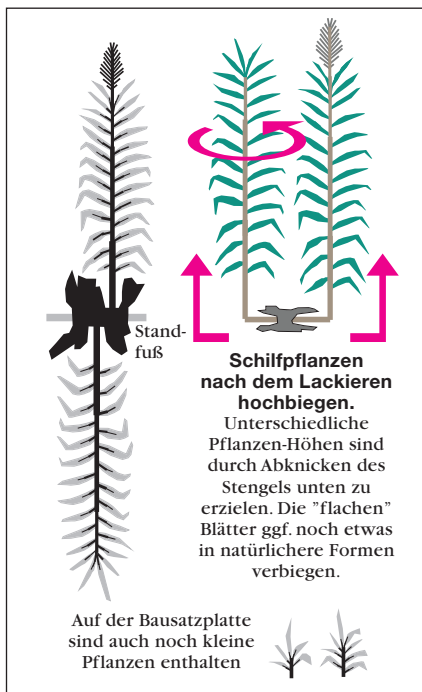 Stand-
fuß
Schilfpflanzen
nach dem Lackieren
hochbiegen.
Unterschiedliche
Pflanzen-Höhen sind
durch Abknicken des
Stengels unten zu
erzielen. Die "flachen"
Blätter ggf. noch etwas
in natürlichere Formen
verbiegen.
Auf der Bausatzplatte
sind auch noch kleine
Pflanzen enthalten